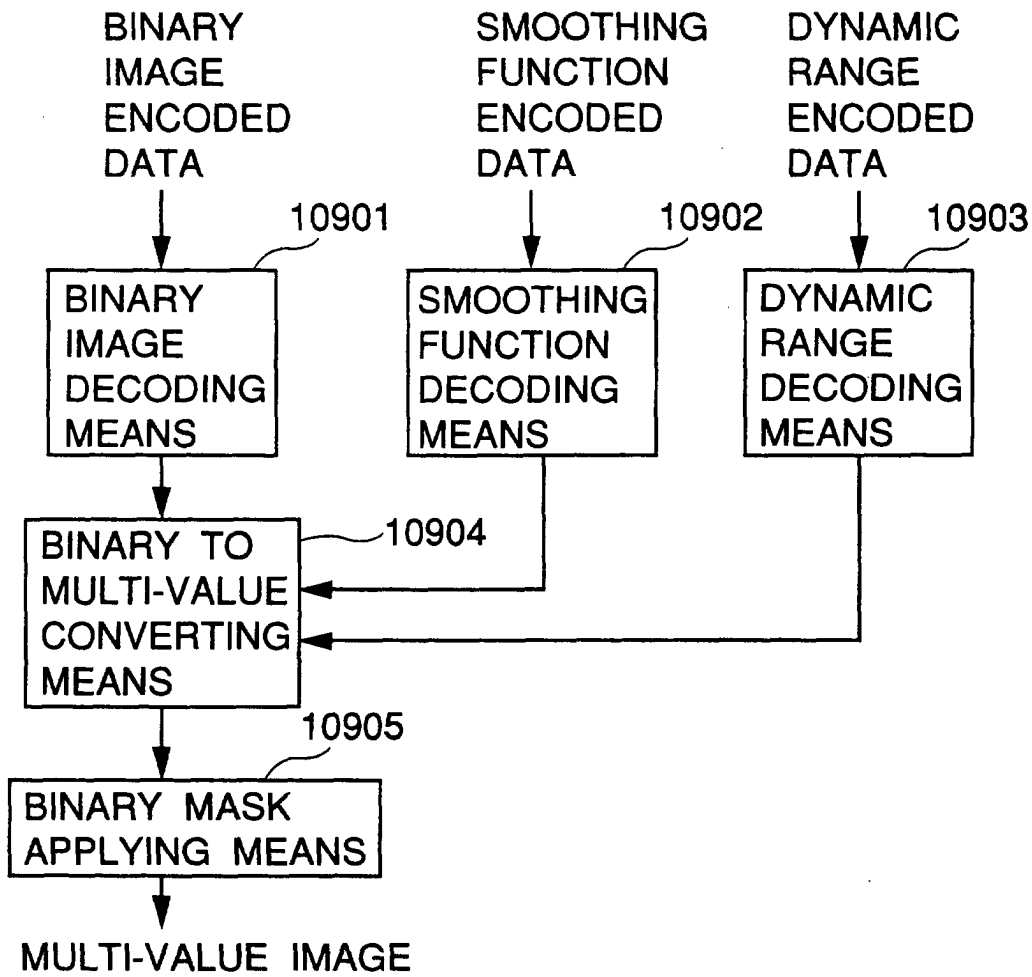 BINARY
IMAGE
ENCODED
DATA
SMOOTHING
FUNCTION
ENCODED
DATA
DYNAMIC
RANGE
ENCODED
DATA
10901
BINARY
IMAGE
DECODING
MEANS
10902
SMOOTHING
FUNCTION
DECODING
MEANS
10903
DYNAMIC
RANGE
DECODING
MEANS
10904
BINARY TO
MULTI-VALUE
CONVERTING
MEANS
10905
BINARY MASK
APPLYING MEANS
MULTI-VALUE IMAGE